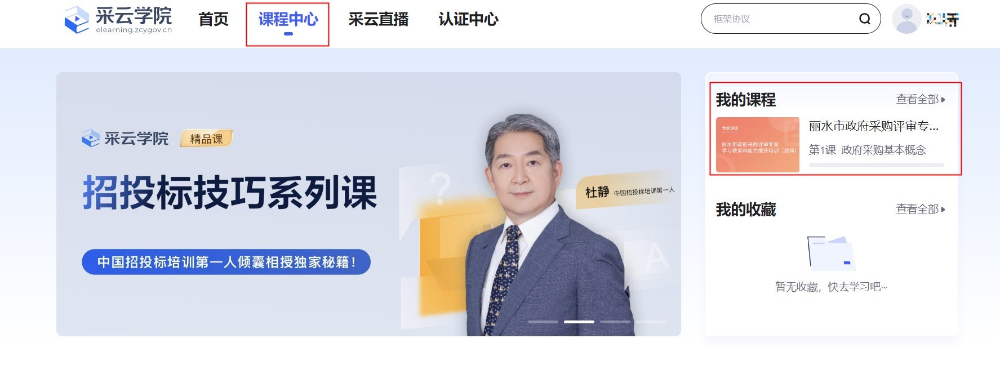 采云学院
elearning.zcygov.cn
首页
课程中心
采云直播
认证中心
框架协议
采云学院
精品课
招投标技巧系列课
中国招投标培训第一人倾囊相授独家秘籍！
杜静 中国招投标培训第一人
我的课程
查看全部
专家培训
丽水市政府采购评审专家
学习教育和能力提升培训（续聘）
丽水市政府采购评审专...
第1课 政府采购基本概念
我的收藏
查看全部
暂无收藏，快去学习吧~